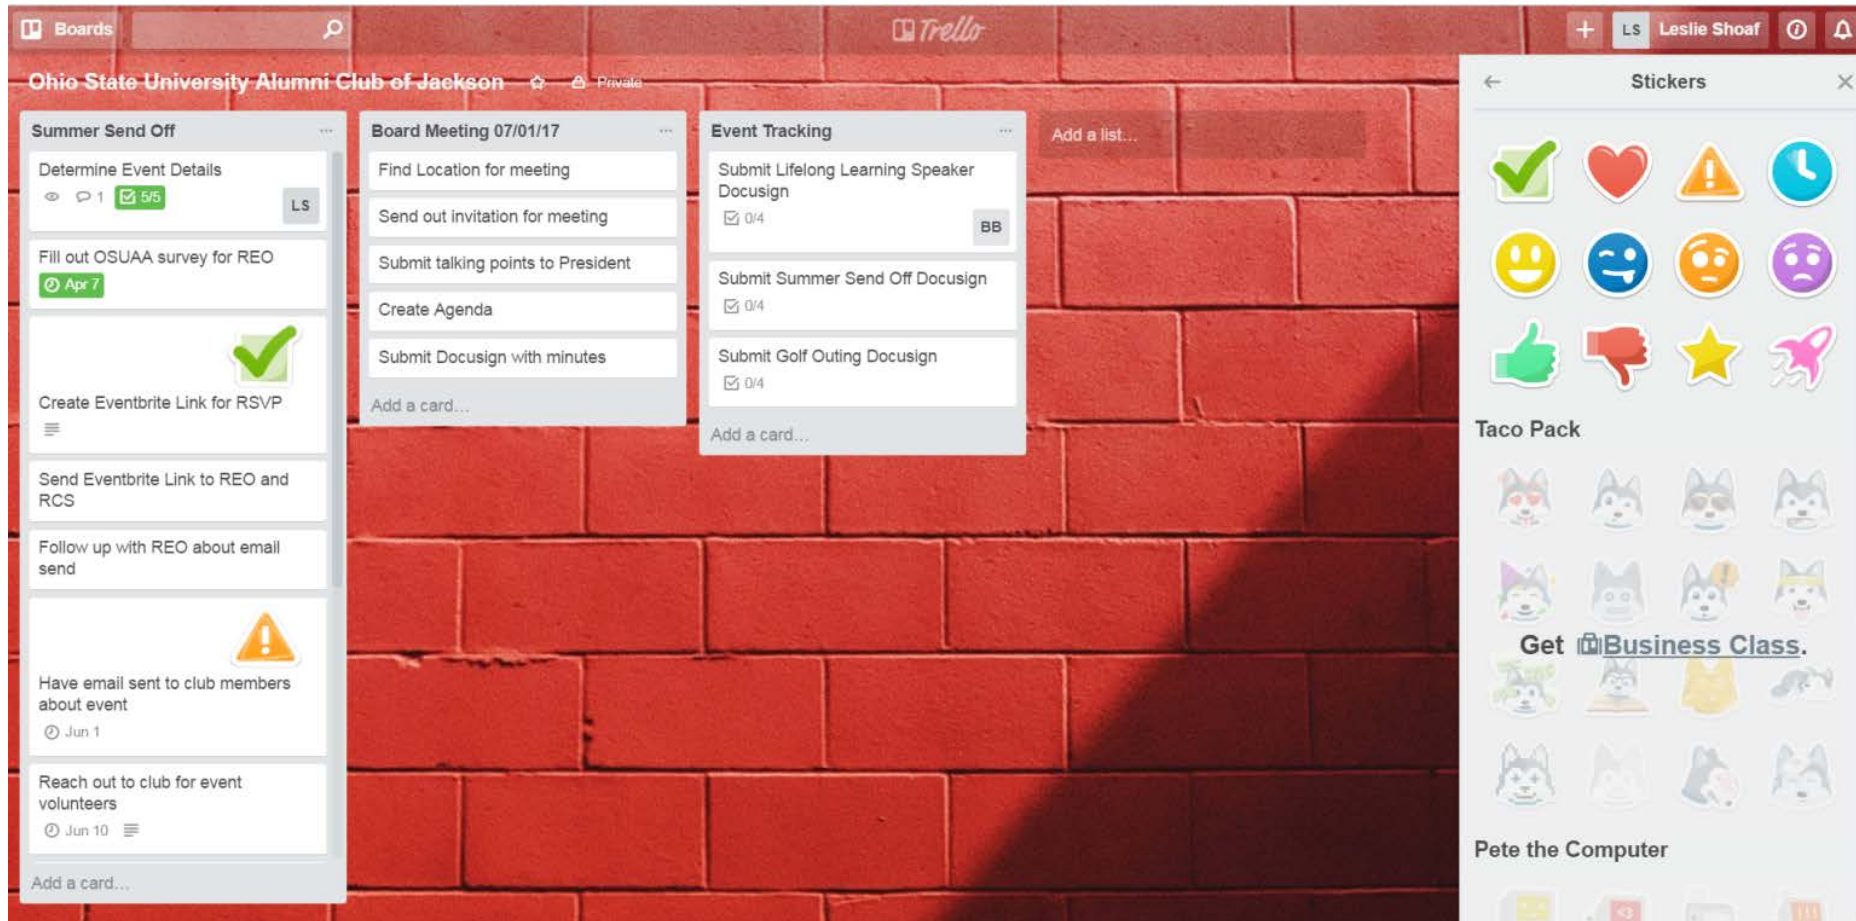 Boards
Trello
LS Leslie Shoaf
Ohio State University Alumni Club of Jackson Private
Summer Send Off
Determine Event Details
1 5/5
LS
Fill out OSUAA survey for REO
Apr 7
Create Eventbrite Link for RSVP
Send Eventbrite Link to REO and
RCS
Follow up with REO about email
send
Have email sent to club members
about event
Jun 1
Reach out to club for event
volunteers
Jun 10
Add a card...
Board Meeting 07/01/17
Find Location for meeting
Send out invitation for meeting
Submit talking points to President
Create Agenda
Submit Docusign with minutes
Add a card...
Event Tracking
Submit Lifelong Learning Speaker
Docusign
0/4
BB
Submit Summer Send Off Docusign
0/4
Submit Golf Outing Docusign
0/4
Add a card...
Add a list...
Stickers
Taco Pack
Get Business Class.
Pete the Computer
<3